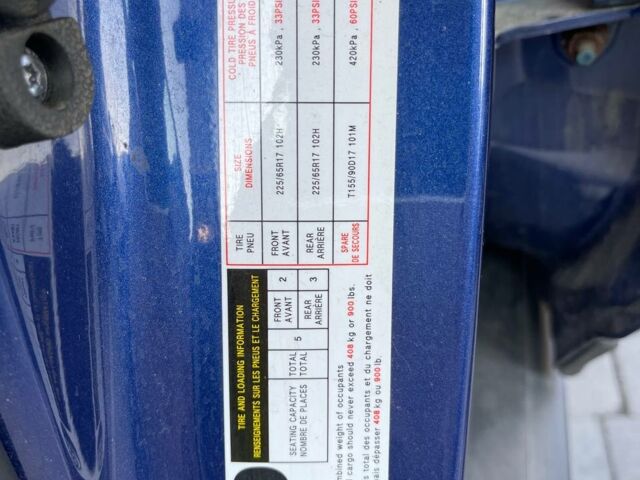 TIRE AND LOADING INFORMATION
RENSEIGNEMENTS SUR LES PNEUS ET LE CHARGEMENT
SEATING CAPACITY
NOMBRE DE PLACES
TOTAL
TOTAL
5
FRONT
AVANT
2
REAR
ARRIÈRE
3
mbined weight of occupants
cargo should never exceed 408 kg or 900 lbs.
s total des occupants et du chargement ne doit
ais dépasser 408 kg ou 900 lb.
TIRE
PNEU
SIZE
DIMENSIONS
COLD TIRE PRESSU
PRESSION DES
PNEUS À FROID
FRONT
AVANT
225/65R17 102H
230kPa, 33PSI
REAR
ARRIÈRE
225/65R17 102H
230kPa, 33PSI
SPARE
DE SECOURS
T155/90D17 101M
420kPa, 60PSI